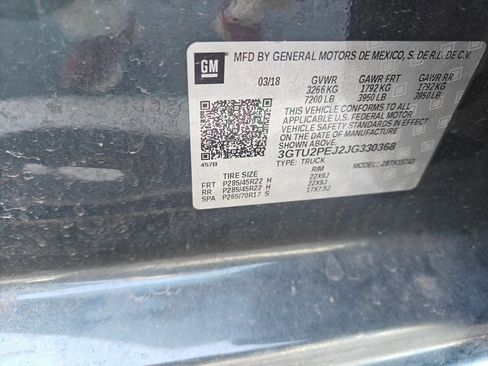 GM
MFD BY GENERAL MOTORS DE MEXICO, S. DE R.L. DE C.V.
03/18 GVWR GAWR FRT GAWR RR
3266 KG 1792 KG 1792 KG
7200 LB 3950 LB 3950 LB
THIS VEHICLE CONFORMS TO ALL
APPLICABLE U.S. FEDERAL MOTOR
VEHICLE SAFETY STANDARDS IN EFFECT
ON THE DATE OF MANUFACTURE
SHOWN ABOVE.
3GTU2PEJ2JG330368
457B TYPE: TRUCK MODEL:
TIRE SIZE RIM
FRT P285/45R22 H 22X9J
RR P285/45R22 H 22X9J
SPA P265/70R17 S 17X7.5J